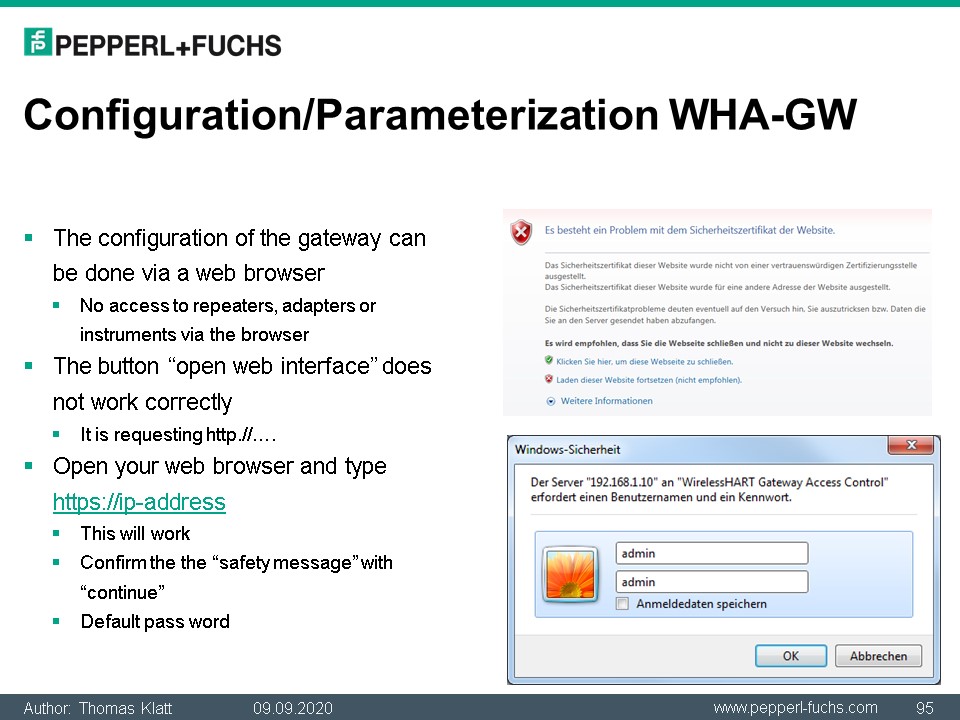 PEPPERL+FUCHS
Configuration/Parameterization WHA-GW
The configuration of the gateway can
be done via a web browser
No access to repeaters, adapters or
instruments via the browser
The button “open web interface” does
not work correctly
It is requesting http.//….
Open your web browser and type
https://ip-address
This will work
Confirm the the “safety message” with
“continue”
Default pass word
Es besteht ein Problem mit dem Sicherheitszertifikat der Website.
Das Sicherheitszertifikat dieser Website wurde nicht von einer vertrauenswürdigen Zertifizierungsstelle
ausgestellt.
Das Sicherheitszertifikat dieser Website wurde für eine andere Adresse der Website ausgestellt.
Die Sicherheitszertifikatprobleme deuten eventuell auf den Versuch hin, Sie auszutricksen bzw. Daten die
Sie an den Server gesendet haben abzufangen.
Es wird empfohlen, dass Sie die Webseite schließen und nicht zu dieser Website wechseln.
Klicken Sie hier, um diese Webseite zu schließen.
Laden dieser Website fortsetzen (nicht empfohlen).
Weitere Informationen
Windows-Sicherheit
Der Server "192.168.1.10" an "WirelessHART Gateway Access Control"
erfordert einen Benutzernamen und ein Kennwort.
admin
admin
Anmeldedaten speichern
OK
Abbrechen
Author: Thomas Klatt
09.09.2020
www.pepperl-fuchs.com
95